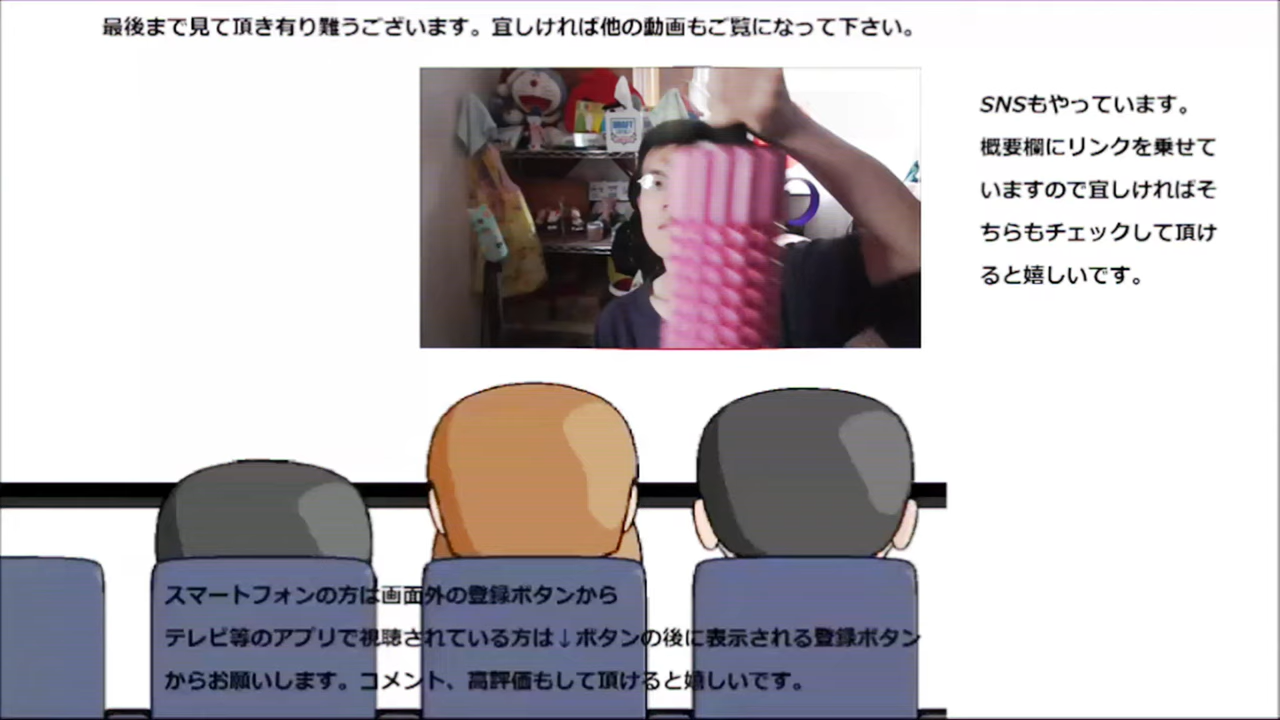 最後まで見て頂き有り難うございます。宜しければ他の動画もご覧になって下さい。
SNSもやっています。
概要欄にリンクを乗せて
いますので宜しければそ
ちらもチェックして頂け
ると嬉しいです。
スマートフォンの方は画面外の登録ボタンから
テレビ等のアプリで視聴されている方は↓ボタンの後に表示される登録ボタン
からお願いします。コメント、高評価もして頂けると嬉しいです。